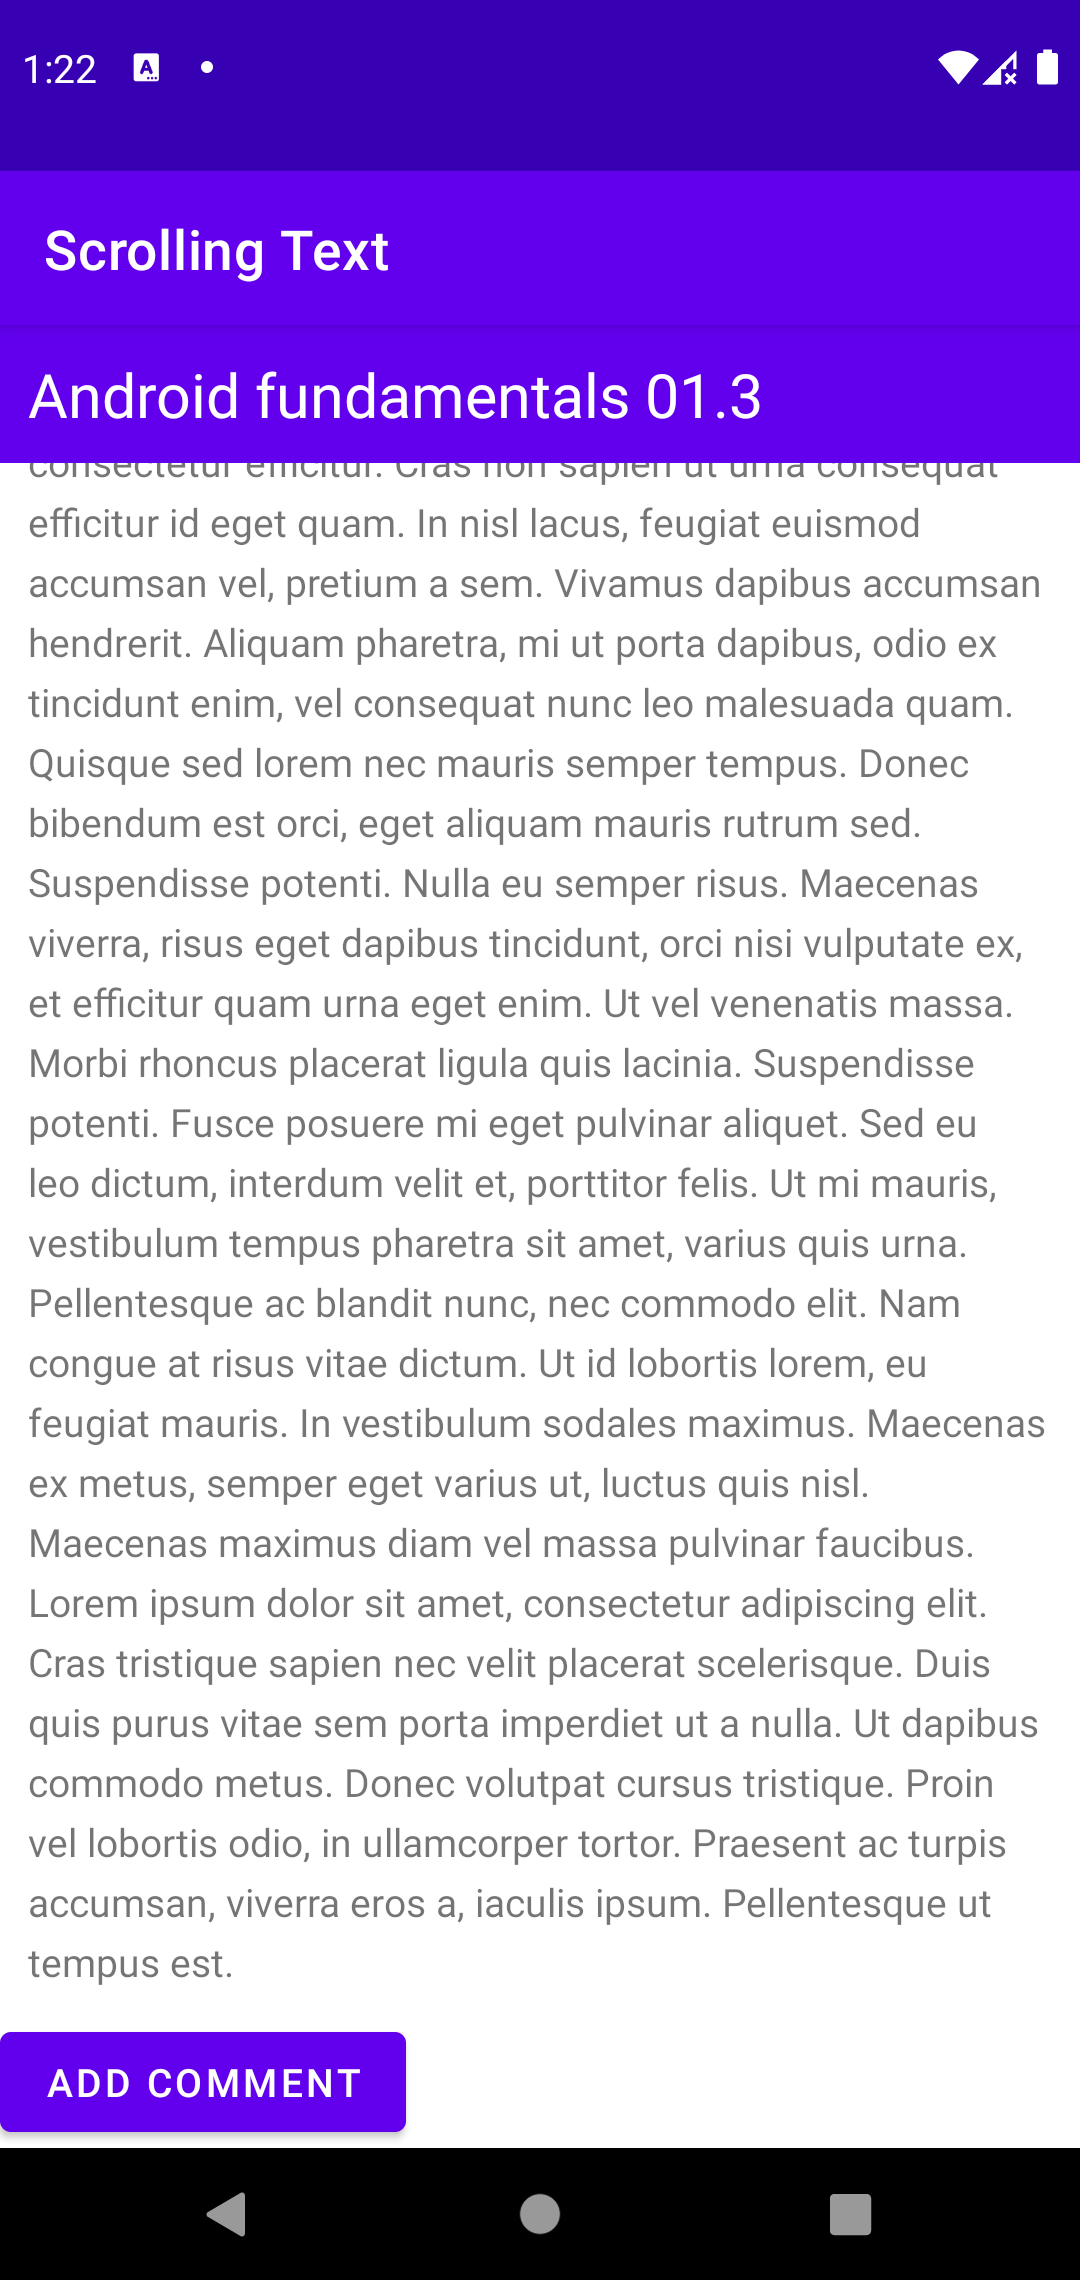 1:22
Scrolling Text
Android fundamentals 01.3
consectetur efficitur. Cras non sapien ut urna consequat
efficitur id eget quam. In nisl lacus, feugiat euismod
accumsan vel, pretium a sem. Vivamus dapibus accumsan
hendrerit. Aliquam pharetra, mi ut porta dapibus, odio ex
tincidunt enim, vel consequat nunc leo malesuada quam.
Quisque sed lorem nec mauris semper tempus. Donec
bibendum est orci, eget aliquam mauris rutrum sed.
Suspendisse potenti. Nulla eu semper risus. Maecenas
viverra, risus eget dapibus tincidunt, orci nisi vulputate ex,
et efficitur quam urna eget enim. Ut vel venenatis massa.
Morbi rhoncus placerat ligula quis lacinia. Suspendisse
potenti. Fusce posuere mi eget pulvinar aliquet. Sed eu
leo dictum, interdum velit et, porttitor felis. Ut mi mauris,
vestibulum tempus pharetra sit amet, varius quis urna.
Pellentesque ac blandit nunc, nec commodo elit. Nam
congue at risus vitae dictum. Ut id lobortis lorem, eu
feugiat mauris. In vestibulum sodales maximus. Maecenas
ex metus, semper eget varius ut, luctus quis nisl.
Maecenas maximus diam vel massa pulvinar faucibus.
Lorem ipsum dolor sit amet, consectetur adipiscing elit.
Cras tristique sapien nec velit placerat scelerisque. Duis
quis purus vitae sem porta imperdiet ut a nulla. Ut dapibus
commodo metus. Donec volutpat cursus tristique. Proin
vel lobortis odio, in ullamcorper tortor. Praesent ac turpis
accumsan, viverra eros a, iaculis ipsum. Pellentesque ut
tempus est.
ADD COMMENT